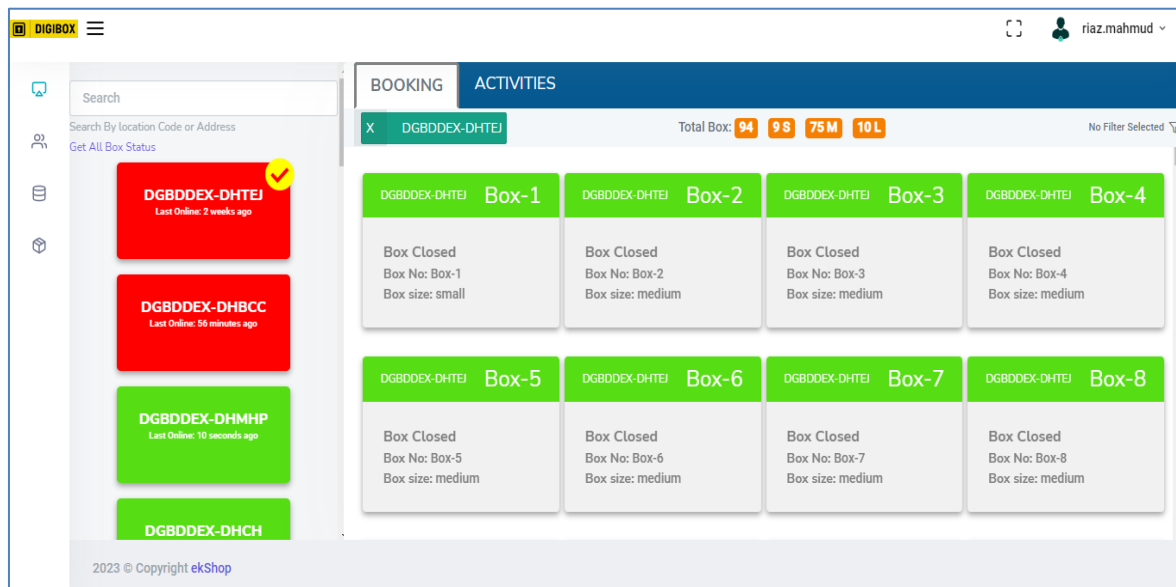 DIGIBOX
riaz.mahmud
Search
Search By location Code or Address
Get All Box Status
DGBDDEX-DHTEJ
Last Online: 2 weeks ago
DGBDDEX-DHBCC
Last Online: 56 minutes ago
DGBDDEX-DHMHP
Last Online: 10 seconds ago
DGBDDEX-DHCH
BOOKING ACTIVITIES
X DGBDDEX-DHTEJ Total Box: 94 9 S 75 M 10 L No Filter Selected
DGBDDEX-DHTEJ Box-1 DGBDDEX-DHTEJ Box-2 DGBDDEX-DHTEJ Box-3 DGBDDEX-DHTEJ Box-4
Box Closed Box Closed Box Closed Box Closed
Box No: Box-1 Box No: Box-2 Box No: Box-3 Box No: Box-4
Box size: small Box size: medium Box size: medium Box size: medium
DGBDDEX-DHTEJ Box-5 DGBDDEX-DHTEJ Box-6 DGBDDEX-DHTEJ Box-7 DGBDDEX-DHTEJ Box-8
Box Closed Box Closed Box Closed Box Closed
Box No: Box-5 Box No: Box-6 Box No: Box-7 Box No: Box-8
Box size: medium Box size: medium Box size: medium Box size: medium
2023 © Copyright ekShop